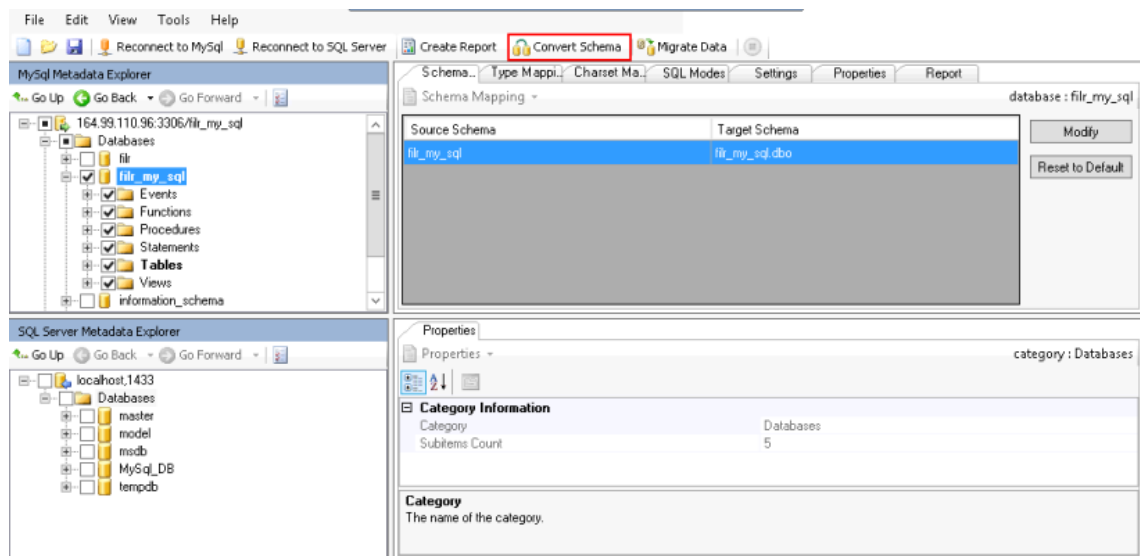 File Edit View Tools Help
Reconnect to MySql Reconnect to SQL Server Create Report Convert Schema Migrate Data
MySql Metadata Explorer
Go Up Go Back Go Forward
164.99.110.96:3306/filr_my_sql
Databases
filr
filr_my_sql
Events
Functions
Procedures
Statements
Tables
Views
information_schema
Schema... Type Mappi... Charset Ma... SQL Modes Settings Properties Report
Schema Mapping database : filr_my_sql
Source Schema Target Schema
filr_my_sql filr_my_sql.dbo
Modify
Reset to Default
SQL Server Metadata Explorer
Go Up Go Back Go Forward
localhost,1433
Databases
master
model
msdb
MySql_DB
tempdb
Properties
Properties category : Databases
Category Information
Category Databases
Subitems Count 5
Category
The name of the category.